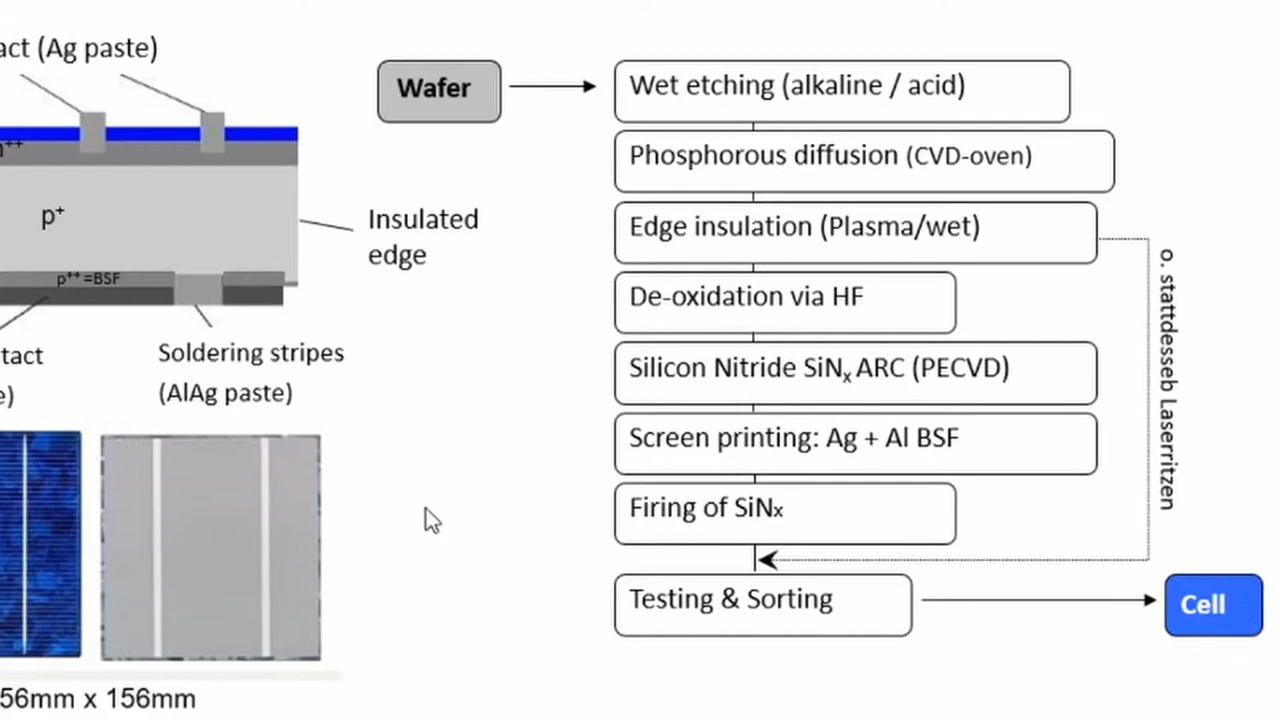 act (Ag paste)
n⁺⁺
p⁺
p⁺⁺ =BSF
Insulated
edge
tact
e)
Soldering stripes
(AlAg paste)
56mm x 156mm
Wafer
Wet etching (alkaline / acid)
Phosphorous diffusion (CVD-oven)
Edge insulation (Plasma/wet)
De-oxidation via HF
Silicon Nitride SiNₓ ARC (PECVD)
Screen printing: Ag + Al BSF
Firing of SiNx
Testing & Sorting
o. stattdesseb Laserritzen
Cell